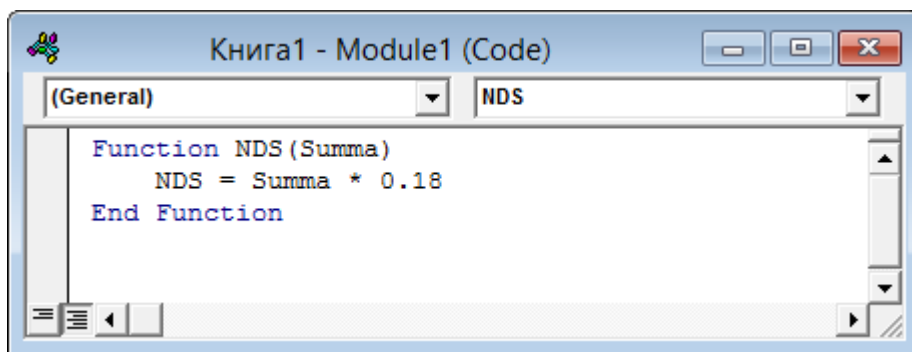 Книга1 - Module1 (Code)
(General) NDS
Function NDS(Summa)
    NDS = Summa * 0.18
End Function